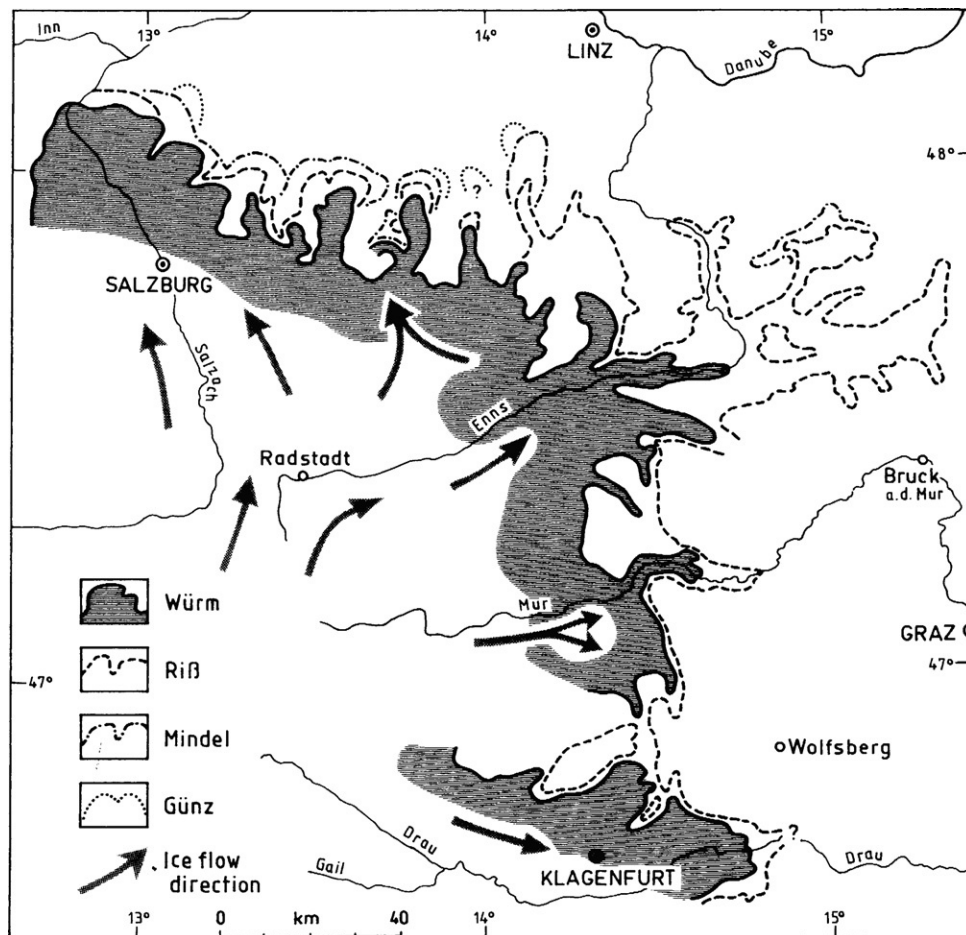 Inn
13°
14°
15°
LINZ
Danube
48°
SALZBURG
Salzach
Enns
Radstadt
Bruck
a.d. Mur
Würm
Mur
GRAZ
47°
47°
Riß
Mindel
Wolfsberg
?
Günz
Drau
?
Drau
Gail
KLAGENFURT
Ice flow
direction
13°
0 km 40
14°
15°